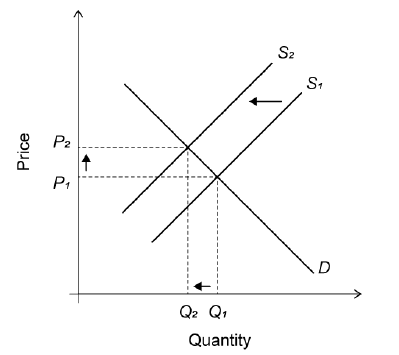 S₂
S₁
P₂
Price
P₁
D
Q₂ Q₁
Quantity